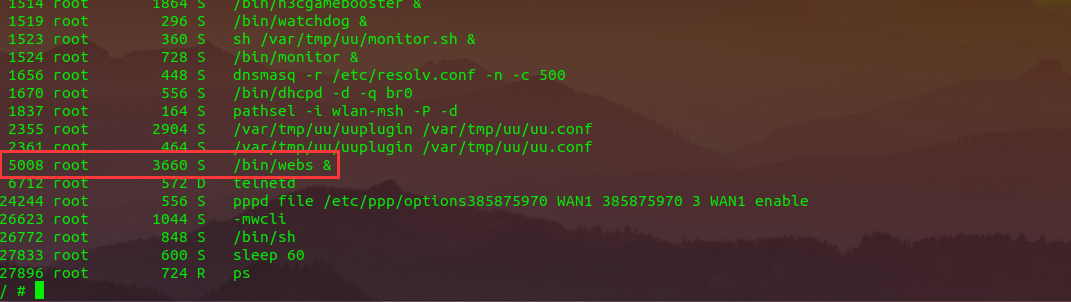 1514 root 1864 S /bin/h3cgamebooster &
1519 root 296 S /bin/watchdog &
1523 root 360 S sh /var/tmp/uu/monitor.sh &
1524 root 728 S /bin/monitor &
1656 root 448 S dnsmasq -r /etc/resolv.conf -n -c 500
1670 root 556 S /bin/dhcpd -d -q br0
1837 root 164 S pathsel -i wlan-msh -P -d
2355 root 2904 S /var/tmp/uu/uuplugin /var/tmp/uu/uu.conf
2361 root 464 S /var/tmp/uu/uuplugin /var/tmp/uu/uu.conf
5008 root 3660 S /bin/webs &
6712 root 572 D telnetd
24244 root 556 S pppd file /etc/ppp/options385875970 WAN1 385875970 3 WAN1 enable
26623 root 1044 S -mwcli
26772 root 848 S /bin/sh
27833 root 600 S sleep 60
27896 root 724 R ps
/ #